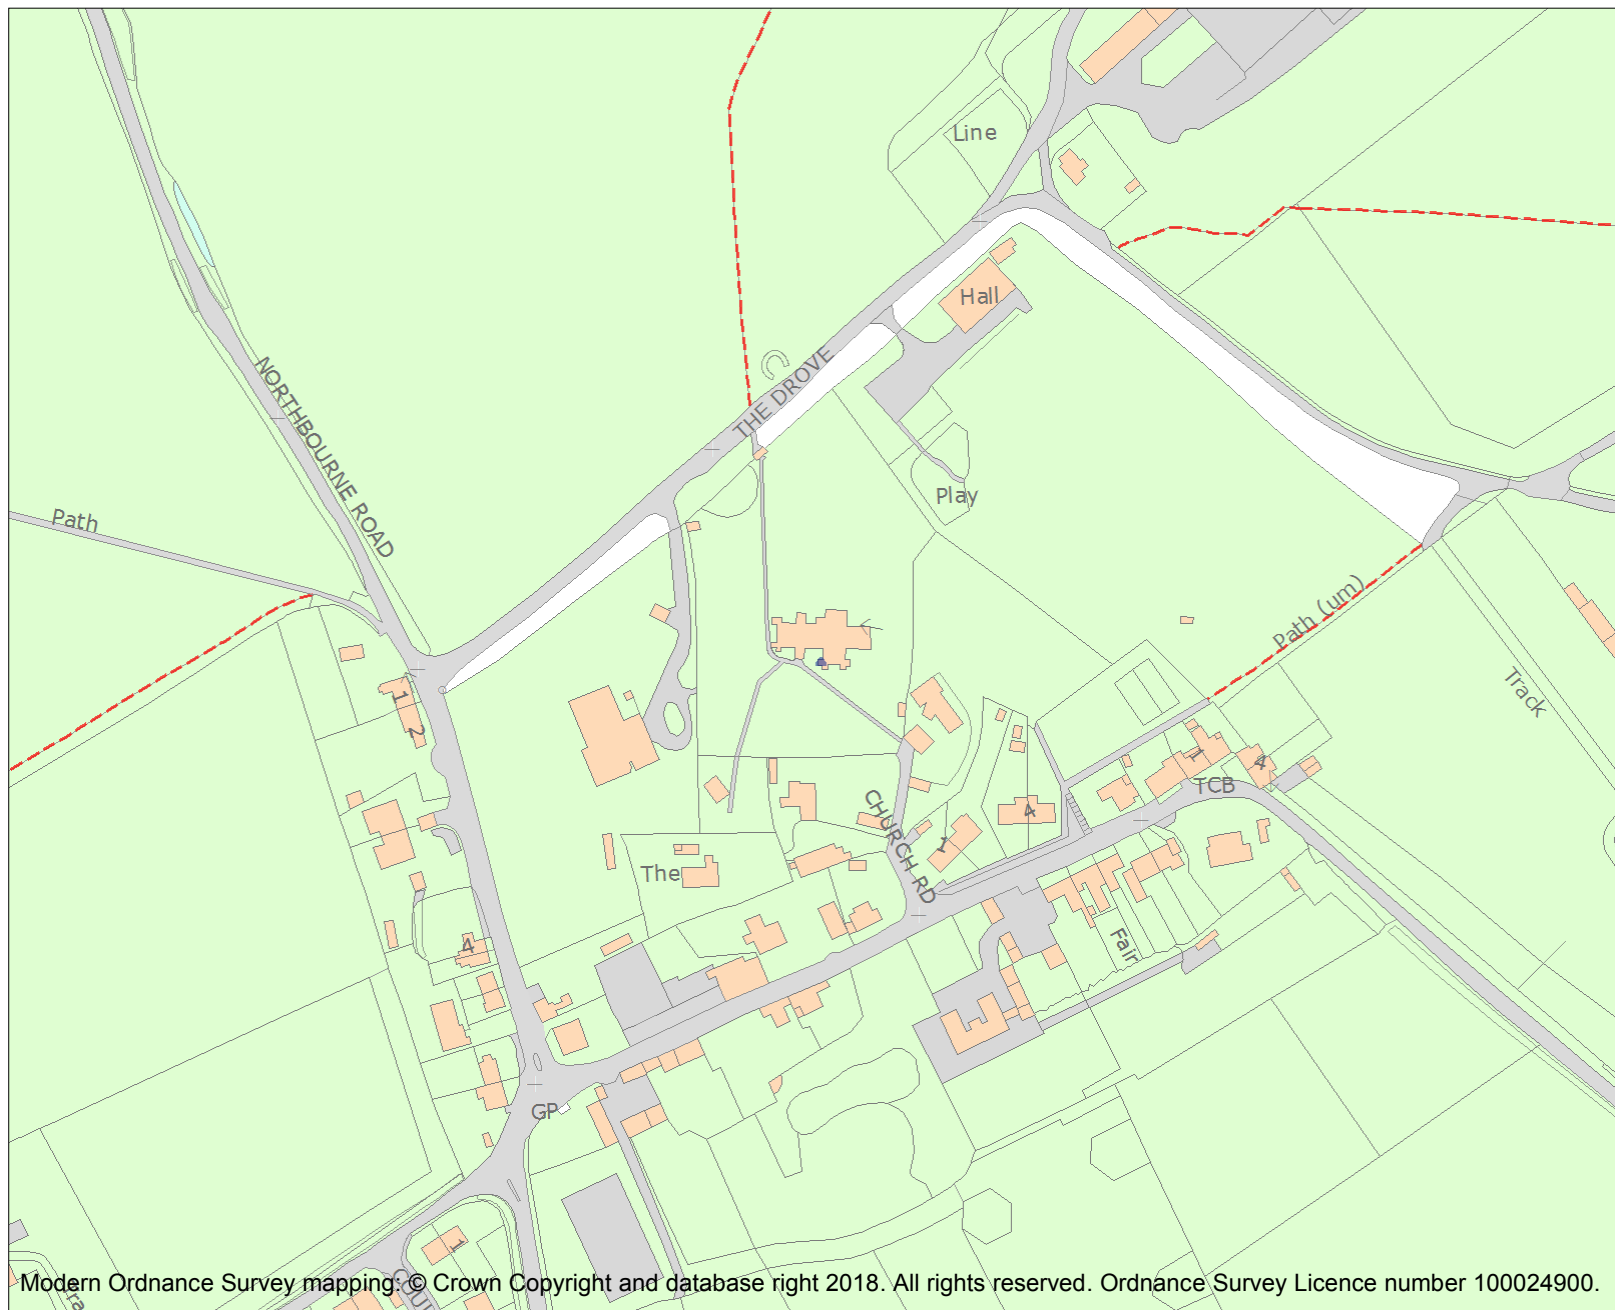 Line
Hall
THE DROVE
NORTHBOURNE ROAD
Path
Play
Path (um)
Track
1
2
1
4
TCB
CHURCH RD
4
1
The
4
Fair
GP
1
Modern Ordnance Survey mapping: © Crown Copyright and database right 2018. All rights reserved. Ordnance Survey Licence number 100024900.